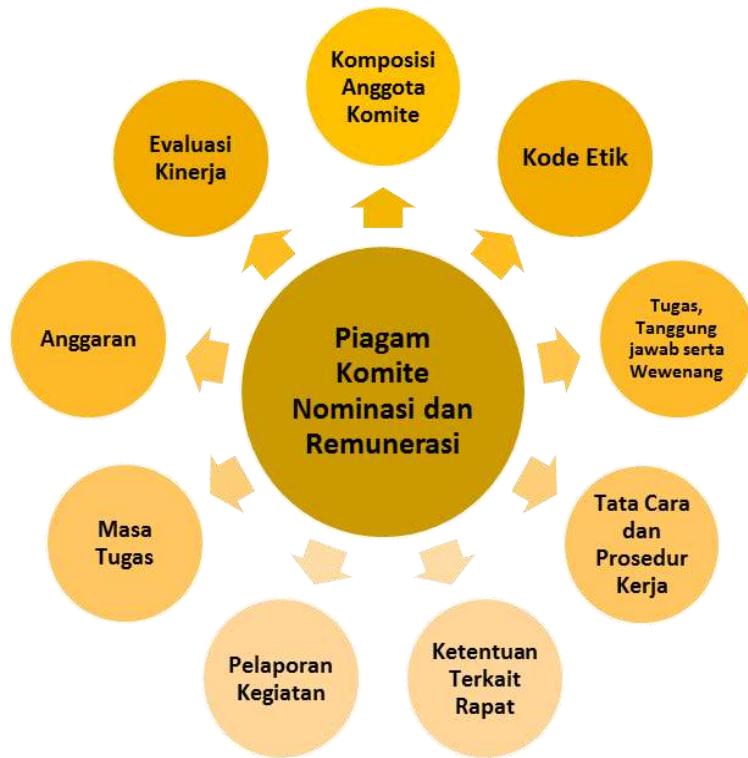 Komposisi
Anggota
Komite
Kode Etik
Tugas,
Tanggung
jawab serta
Wewenang
Tata Cara
dan
Prosedur
Kerja
Ketentuan
Terkait
Rapat
Pelaporan
Kegiatan
Masa
Tugas
Anggaran
Evaluasi
Kinerja
Piagam
Komite
Nominasi dan
Remunerasi